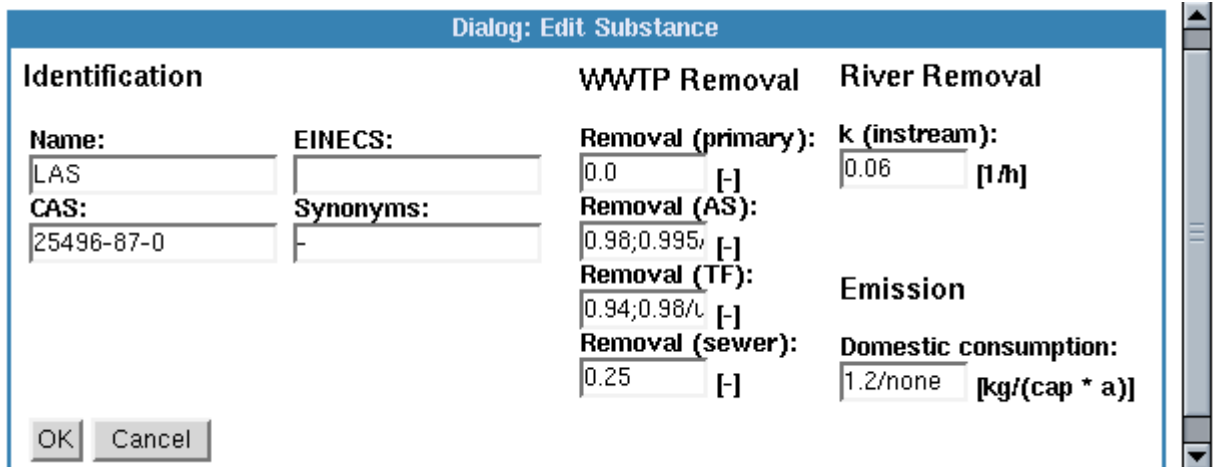 Dialog: Edit Substance
Identification
Name:
EINECS:
LAS
CAS:
Synonyms:
25496-87-0
-
WWTP Removal
Removal (primary):
0.0 [-]
Removal (AS):
0.98;0.995/ [-]
Removal (TF):
0.94;0.98/u [-]
Removal (sewer):
0.25 [-]
River Removal
k (instream):
0.06 [1/h]
Emission
Domestic consumption:
1.2/none [kg/(cap * a)]
OK
Cancel